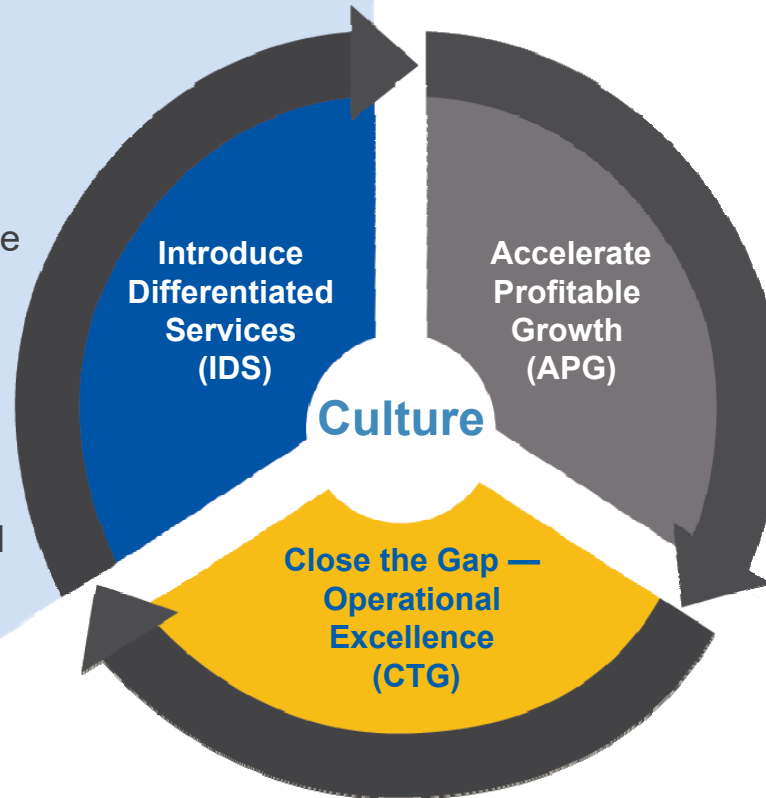 e
l
Introduce
Differentiated
Services
(IDS)
Accelerate
Profitable
Growth
(APG)
Culture
Close the Gap —
Operational
Excellence
(CTG)